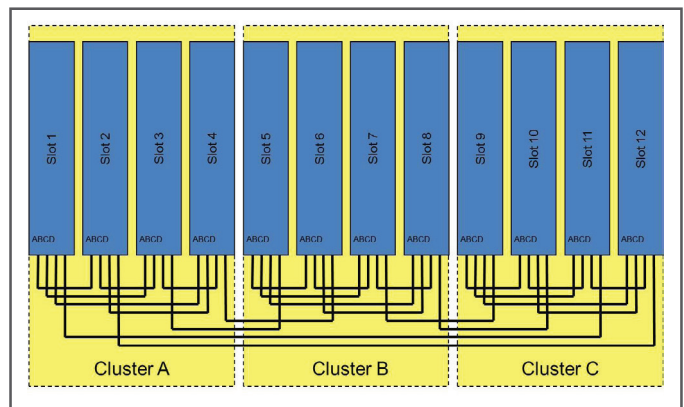 Slot 1
Slot 2
Slot 3
Slot 4
Slot 5
Slot 6
Slot 7
Slot 8
Slot 9
Slot 10
Slot 11
Slot 12
ABCD ABCD ABCD ABCD ABCD ABCD ABCD ABCD ABCD ABCD ABCD ABCD
Cluster A Cluster B Cluster C